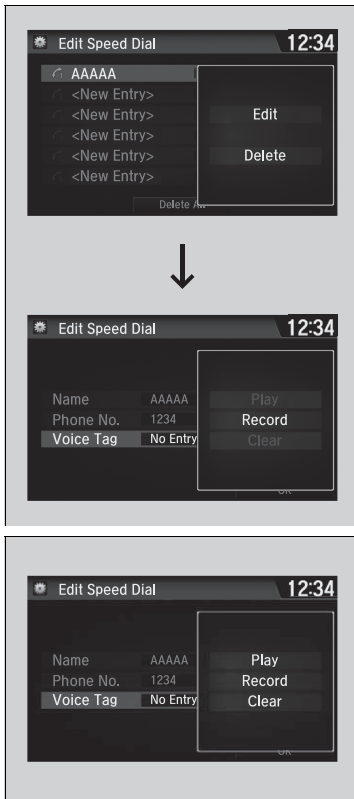 Edit Speed Dial 12:34
AAAAA
<New Entry>
<New Entry>
<New Entry>
<New Entry>
<New Entry>
Edit
Delete
Delete
Edit Speed Dial 12:34
Name AAAAA
Phone No. 1234
Voice Tag No Entry
Play
Record
Clear
OK
Edit Speed Dial 12:34
Name AAAAA
Phone No. 1234
Voice Tag No Entry
Play
Record
Clear
OK